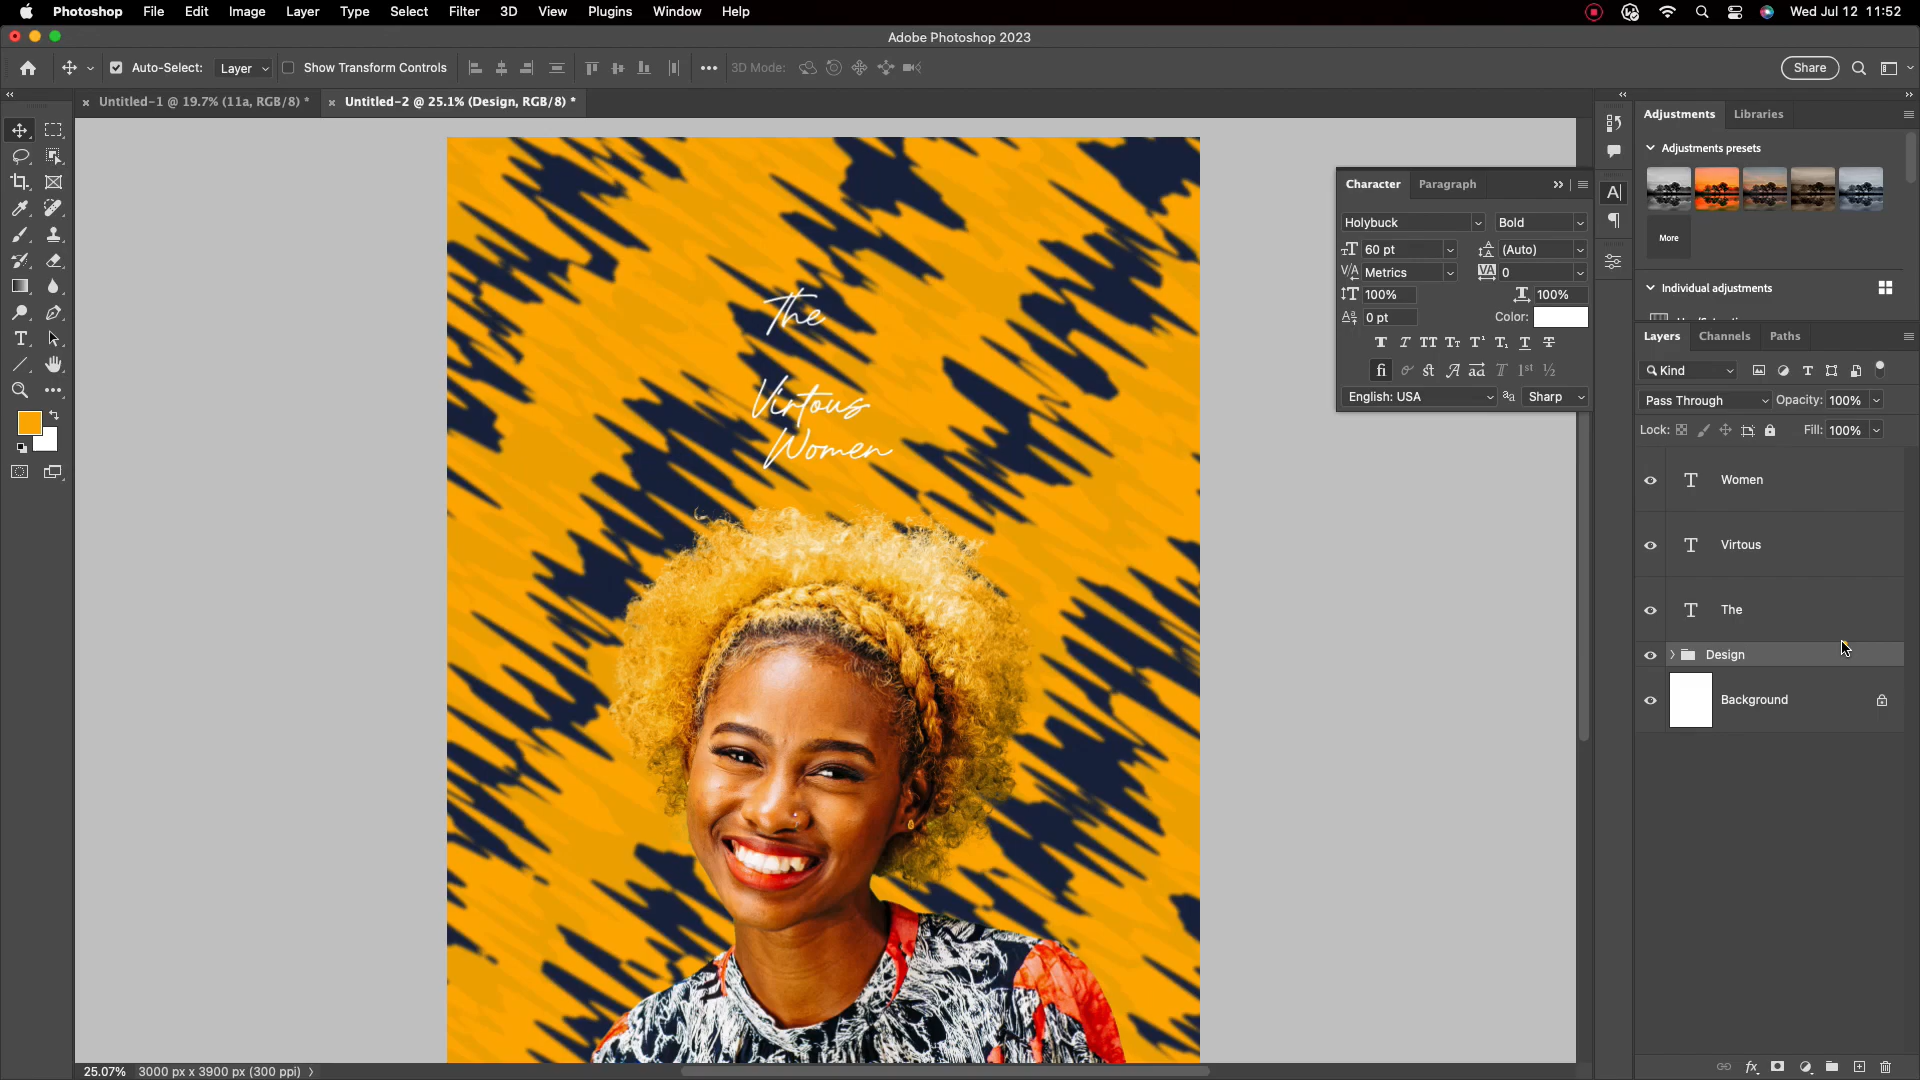 Photoshop File Edit Image Layer Type Select Filter 3D View Plugins Window Help Wed Jul 12 11:52
Adobe Photoshop 2023
Auto-Select: Layer Show Transform Controls 3D Mode: Share
Untitled-1 @ 19.7% (11a, RGB/8) * Untitled-2 @ 25.1% (Design, RGB/8) *
The
Virtous
Women
Character Paragraph
Holybuck Bold
60 pt (Auto)
Metrics 0
100% 100%
0 pt Color:
English: USA Sharp
Adjustments Libraries
Adjustments presets
More
Individual adjustments
Layers Channels Paths
Kind
Pass Through Opacity: 100%
Lock: Fill: 100%
Women
Virtous
The
Design
Background
25.07% 3000 px x 3900 px (300 ppi)